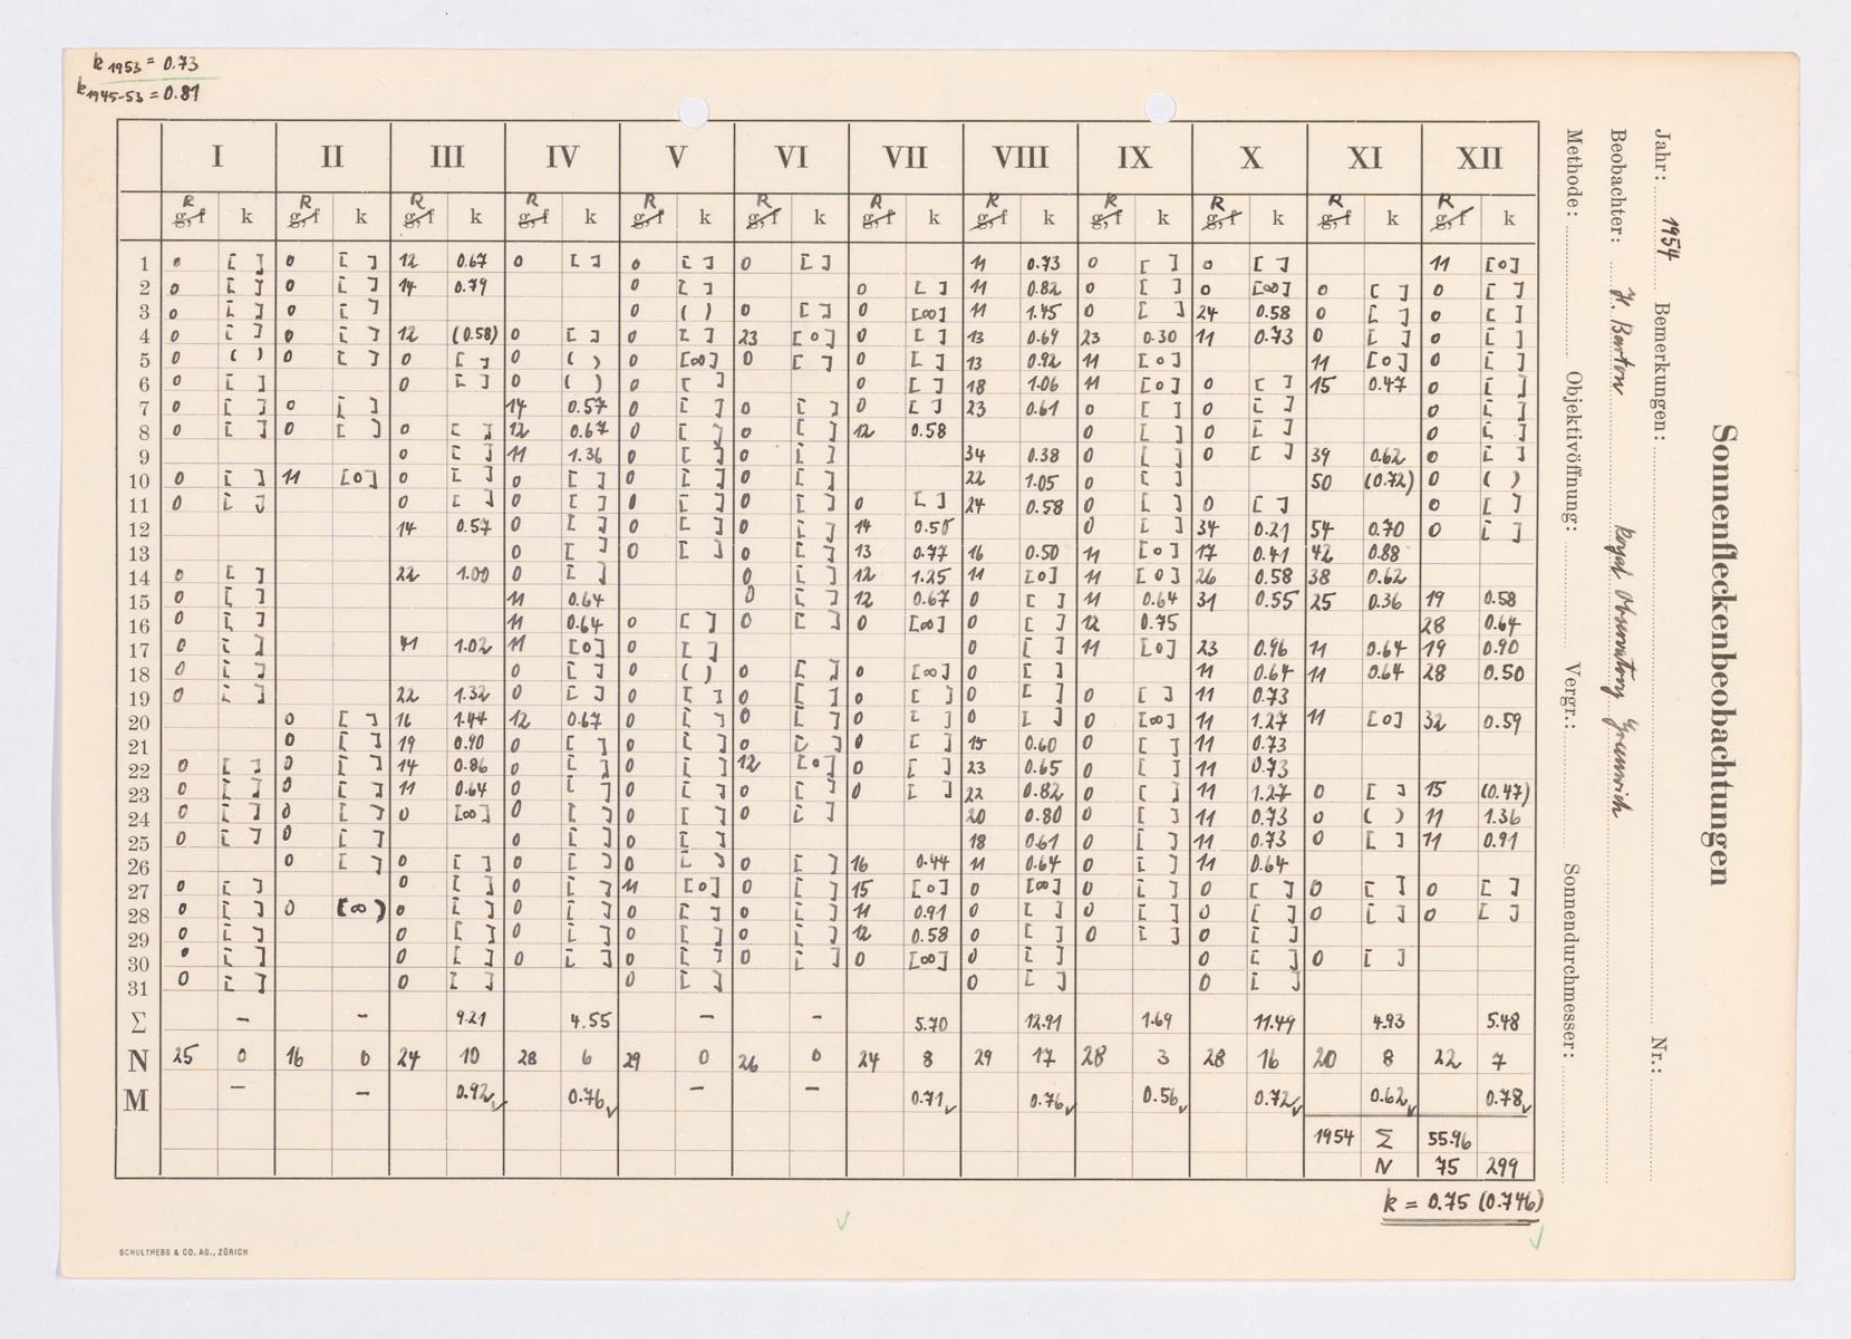 k 1953 = 0.73
k 1945-53 = 0.81
I II III IV V VI VII VIII IX X XI XII
R R R R R R R R R R R R
g,f k g,f k g,f k g,f k g,f k g,f k g,f k g,f k g,f k g,f k g,f k g,f k
1 0 [ ] 0 [ ] 12 0.67 0 [ ] 0 [ ] 0 [ ] 11 0.73 0 [ ] 0 [ ] 11 [0]
2 0 [ ] 0 [ ] 14 0.79 0 [ ] 0 [ ] 11 0.82 0 [ ] 0 [∞] 0 [ ] 0 [ ]
3 0 [ ] 0 [ ] 0 ( ) 0 [ ] 0 [∞] 11 1.45 0 [ ] 24 0.58 0 [ ] 0 [ ]
4 0 [ ] 0 [ ] 12 (0.58) 0 [ ] 0 [ ] 23 [0] 0 [ ] 13 0.69 23 0.30 11 0.73 0 [ ] 0 [ ]
5 0 ( ) 0 [ ] 0 [ ] 0 ( ) 0 [∞] 0 [ ] 0 [ ] 13 0.92 11 [0] 11 [0] 0 [ ]
6 0 [ ] 0 [ ] 0 ( ) 0 [ ] 0 [ ] 18 1.06 11 [0] 0 [ ] 15 0.47 0 [ ]
7 0 [ ] 0 [ ] 14 0.57 0 [ ] 0 [ ] 0 [ ] 23 0.61 0 [ ] 0 [ ] 0 [ ]
8 0 [ ] 0 [ ] 0 [ ] 12 0.67 0 [ ] 0 [ ] 12 0.58 0 [ ] 0 [ ] 0 [ ]
9 0 [ ] 11 1.36 0 [ ] 0 [ ] 34 0.38 0 [ ] 0 [ ] 39 0.62 0 [ ]
10 0 [ ] 11 [0] 0 [ ] 0 [ ] 0 [ ] 0 [ ] 22 1.05 0 [ ] 50 (0.72) 0 ( )
11 0 [ ] 0 [ ] 0 [ ] 0 [ ] 0 [ ] 0 [ ] 24 0.58 0 [ ] 0 [ ] 0 [ ]
12 14 0.57 0 [ ] 0 [ ] 0 [ ] 14 0.50 0 [ ] 34 0.21 54 0.70 0 [ ]
13 0 [ ] 0 [ ] 0 [ ] 13 0.77 16 0.50 11 [0] 17 0.41 42 0.88
14 0 [ ] 22 1.00 0 [ ] 0 [ ] 12 1.25 11 [0] 11 [0] 26 0.58 38 0.62
15 0 [ ] 11 0.64 0 [ ] 12 0.67 0 [ ] 11 0.64 31 0.55 25 0.36 19 0.58
16 0 [ ] 11 0.64 0 [ ] 0 [ ] 0 [∞] 0 [ ] 12 0.75 28 0.64
17 0 [ ] 41 1.02 11 [0] 0 [ ] 0 [ ] 11 [0] 23 0.96 11 0.64 19 0.90
18 0 [ ] 0 [ ] 0 ( ) 0 [ ] 0 [∞] 0 [ ] 11 0.64 11 0.64 28 0.50
19 0 [ ] 22 1.32 0 [ ] 0 [ ] 0 [ ] 0 [ ] 0 [ ] 0 [ ] 11 0.73
20 0 [ ] 16 1.44 12 0.67 0 [ ] 0 [ ] 0 [ ] 0 [ ] 0 [∞] 11 1.27 11 [0] 32 0.59
21 0 [ ] 19 0.90 0 [ ] 0 [ ] 0 [ ] 0 [ ] 15 0.60 0 [ ] 11 0.73
22 0 [ ] 0 [ ] 14 0.86 0 [ ] 0 [ ] 12 [0] 0 [ ] 23 0.65 0 [ ] 11 0.73
23 0 [ ] 0 [ ] 11 0.64 0 [ ] 0 [ ] 0 [ ] 0 [ ] 22 0.82 0 [ ] 11 1.27 0 [ ] 15 (0.47)
24 0 [ ] 0 [ ] 0 [∞] 0 [ ] 0 [ ] 0 [ ] 20 0.80 0 [ ] 11 0.73 0 ( ) 11 1.36
25 0 [ ] 0 [ ] 0 [ ] 0 [ ] 18 0.61 0 [ ] 11 0.73 0 [ ] 11 0.91
26 0 [ ] 0 [ ] 0 [ ] 0 [ ] 0 [ ] 16 0.44 11 0.64 0 [ ] 11 0.64
27 0 [ ] 0 [ ] 0 [ ] 11 [0] 0 [ ] 15 [0] 0 [∞] 0 [ ] 0 [ ] 0 [ ] 0 [ ]
28 0 [ ] 0 [∞) 0 [ ] 0 [ ] 0 [ ] 0 [ ] 11 0.91 0 [ ] 0 [ ] 0 [ ] 0 [ ] 0 [ ]
29 0 [ ] 0 [ ] 0 [ ] 0 [ ] 0 [ ] 12 0.58 0 [ ] 0 [ ] 0 [ ]
30 0 [ ] 0 [ ] 0 [ ] 0 [ ] 0 [ ] 0 [∞] 0 [ ] 0 [ ] 0 [ ]
31 0 [ ] 0 [ ] 0 [ ] 0 [ ] 0 [ ]
Σ – – 9.21 4.55 – – 5.70 12.91 1.69 11.49 4.93 5.48
N 25 0 16 0 24 10 28 6 29 0 26 0 24 8 29 17 28 3 28 16 20 8 22 7
M – – 0.92 0.76 – – 0.71 0.76 0.56 0.72 0.62 0.78
1954 Σ 55.96
N 75 299
k = 0.75 (0.746)
SCHULTHESS & CO. AG., ZÜRICH
Sonnenfleckenbeobachtungen
Jahr: 1954 Bemerkungen: Nr.:
Beobachter: H. Barton Royal Observatory Greenwich
Methode: Objektivöffnung: Vergr.: Sonnendurchmesser: